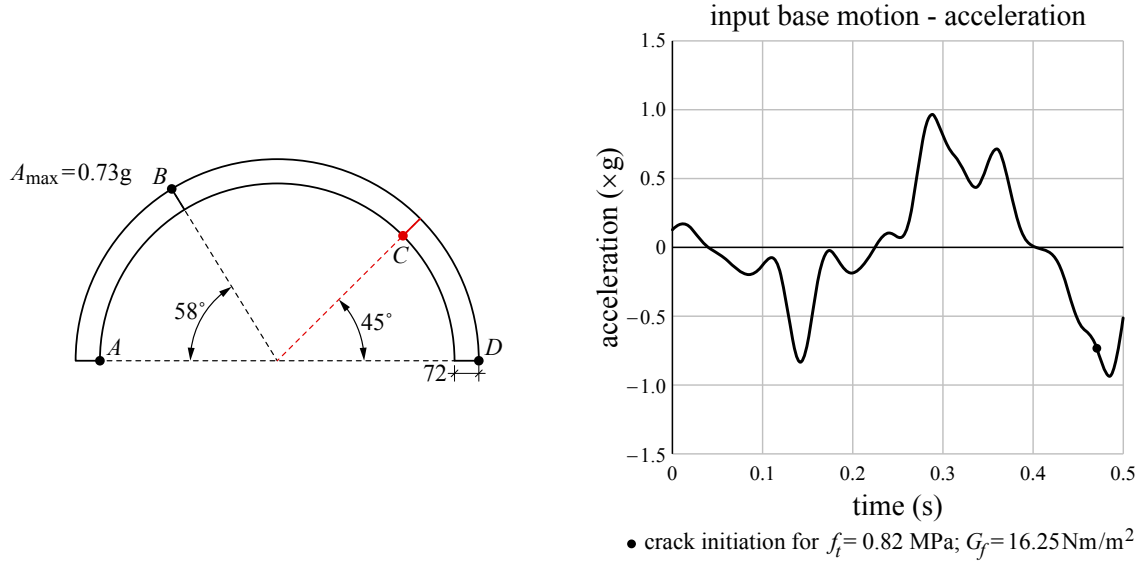 A_max=0.73g
B
C
58°
45°
A
D
72
input base motion - acceleration
acceleration (×g)
1.5
1.0
0.5
0
−0.5
−1.0
−1.5
0
0.1
0.2
0.3
0.4
0.5
time (s)
• crack initiation for f_t= 0.82 MPa; G_f=16.25Nm/m²